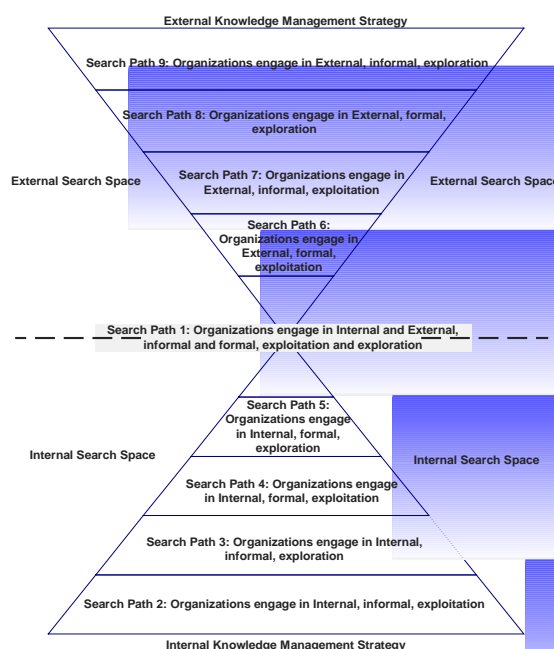 External Knowledge Management Strategy
Search Path 9: Organizations engage in External, informal, exploration
Search Path 8: Organizations engage in External, formal,
exploration
Search Path 7: Organizations engage in
External, informal, exploitation
External Search Space
External Search Space
Search Path 6:
Organizations engage in
External, formal,
exploitation
Search Path 1: Organizations engage in Internal and External,
informal and formal, exploitation and exploration
Search Path 5:
Organizations engage
in Internal, formal,
exploration
Internal Search Space
Internal Search Space
Search Path 4: Organizations engage
in Internal, formal, exploitation
Search Path 3: Organizations engage in Internal,
informal, exploration
Search Path 2: Organizations engage in Internal, informal, exploitation
Internal Knowledge Management Strategy